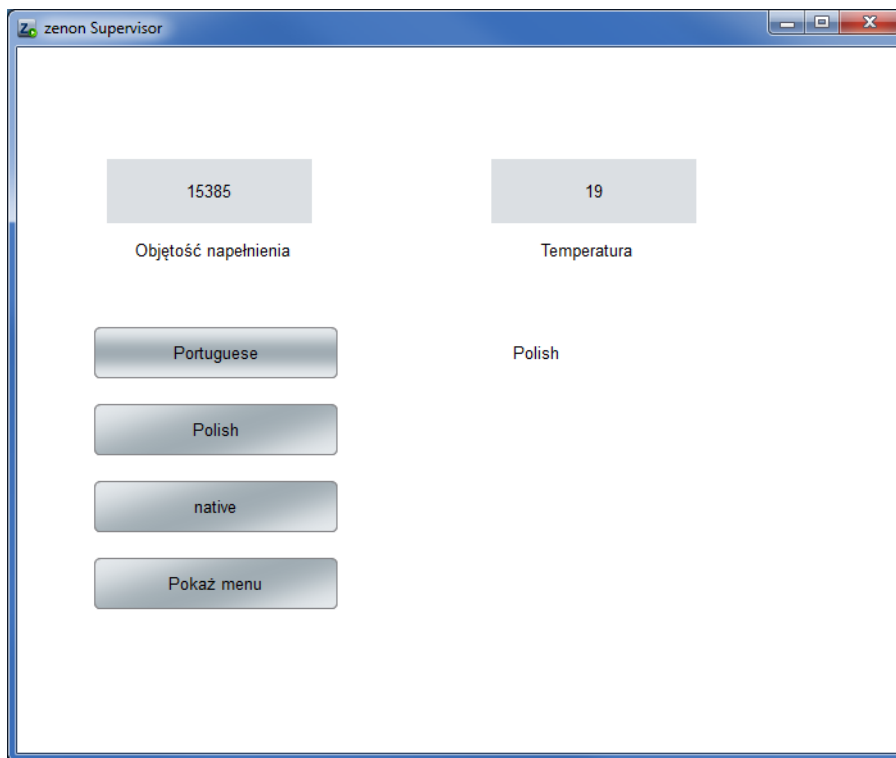 zenon Supervisor
15385
19
Objętość napełnienia
Temperatura
Portuguese
Polish
Polish
native
Pokaż menu